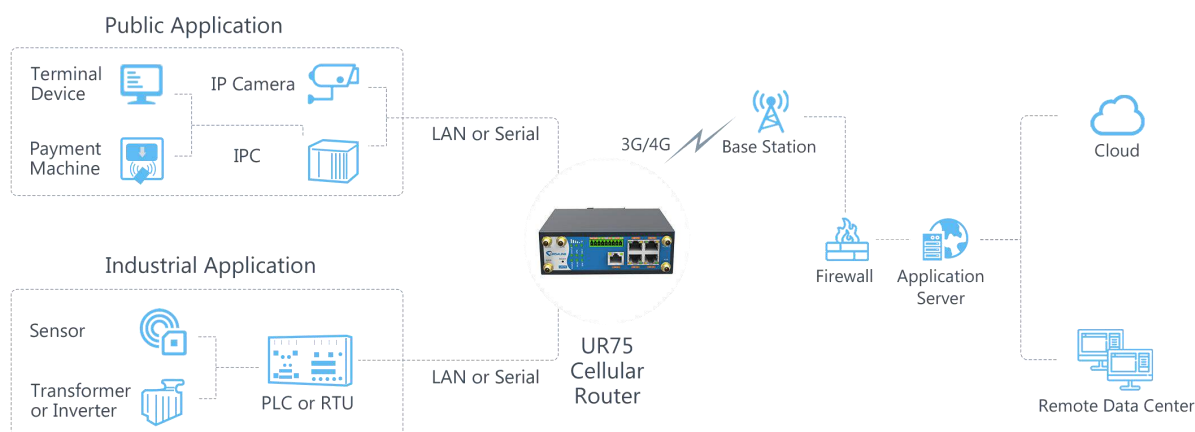 Public Application
Terminal
Device
IP Camera
Payment
Machine
IPC
LAN or Serial
3G/4G
Base Station
Cloud
Firewall
Application
Server
Industrial Application
Sensor
Transformer
or Inverter
PLC or RTU
LAN or Serial
UR75
Cellular
Router
Remote Data Center